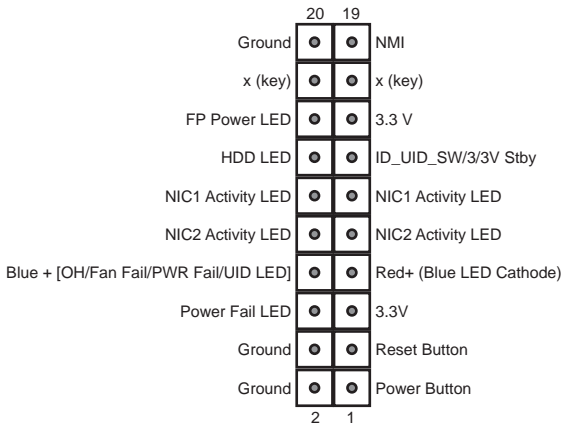 20 19
Ground NMI
x (key) x (key)
FP Power LED 3.3 V
HDD LED ID_UID_SW/3/3V Stby
NIC1 Activity LED NIC1 Activity LED
NIC2 Activity LED NIC2 Activity LED
Blue + [OH/Fan Fail/PWR Fail/UID LED] Red+ (Blue LED Cathode)
Power Fail LED 3.3V
Ground Reset Button
Ground Power Button
2 1